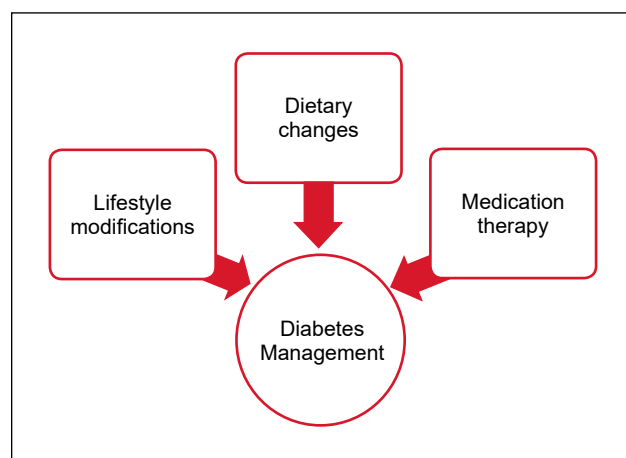 Dietary
changes
Lifestyle
modifications
Medication
therapy
Diabetes
Management